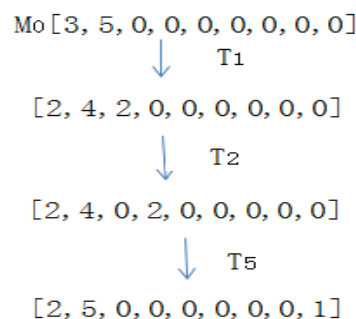 Mo[3, 5, 0, 0, 0, 0, 0, 0, 0]
T1
[2, 4, 2, 0, 0, 0, 0, 0, 0]
T2
[2, 4, 0, 2, 0, 0, 0, 0, 0]
T5
[2, 5, 0, 0, 0, 0, 0, 0, 1]